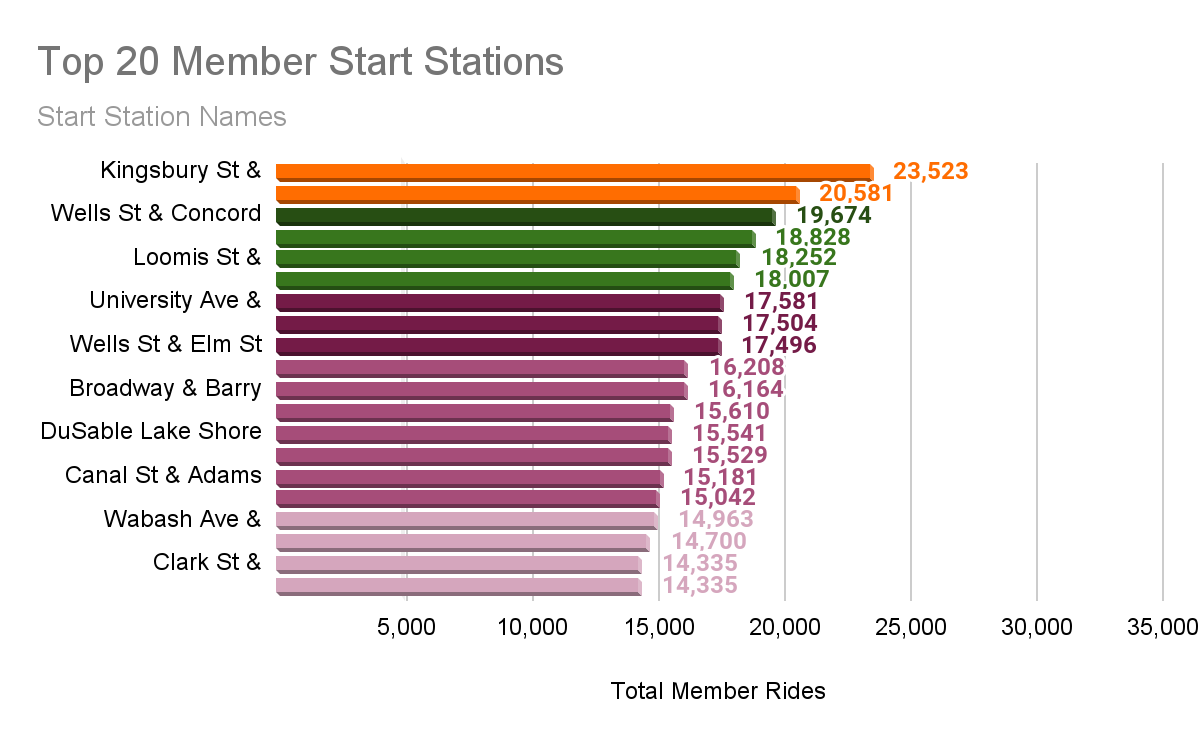 Top 20 Member Start Stations
Start Station Names
Kingsbury St &
23,523
20,581
Wells St & Concord
19,674
18,828
Loomis St &
18,252
18,007
University Ave &
17,581
17,504
Wells St & Elm St
17,496
16,208
Broadway & Barry
16,164
15,610
DuSable Lake Shore
15,541
15,529
Canal St & Adams
15,181
15,042
Wabash Ave &
14,963
14,700
Clark St &
14,335
14,335
5,000 10,000 15,000 20,000 25,000 30,000 35,000
Total Member Rides